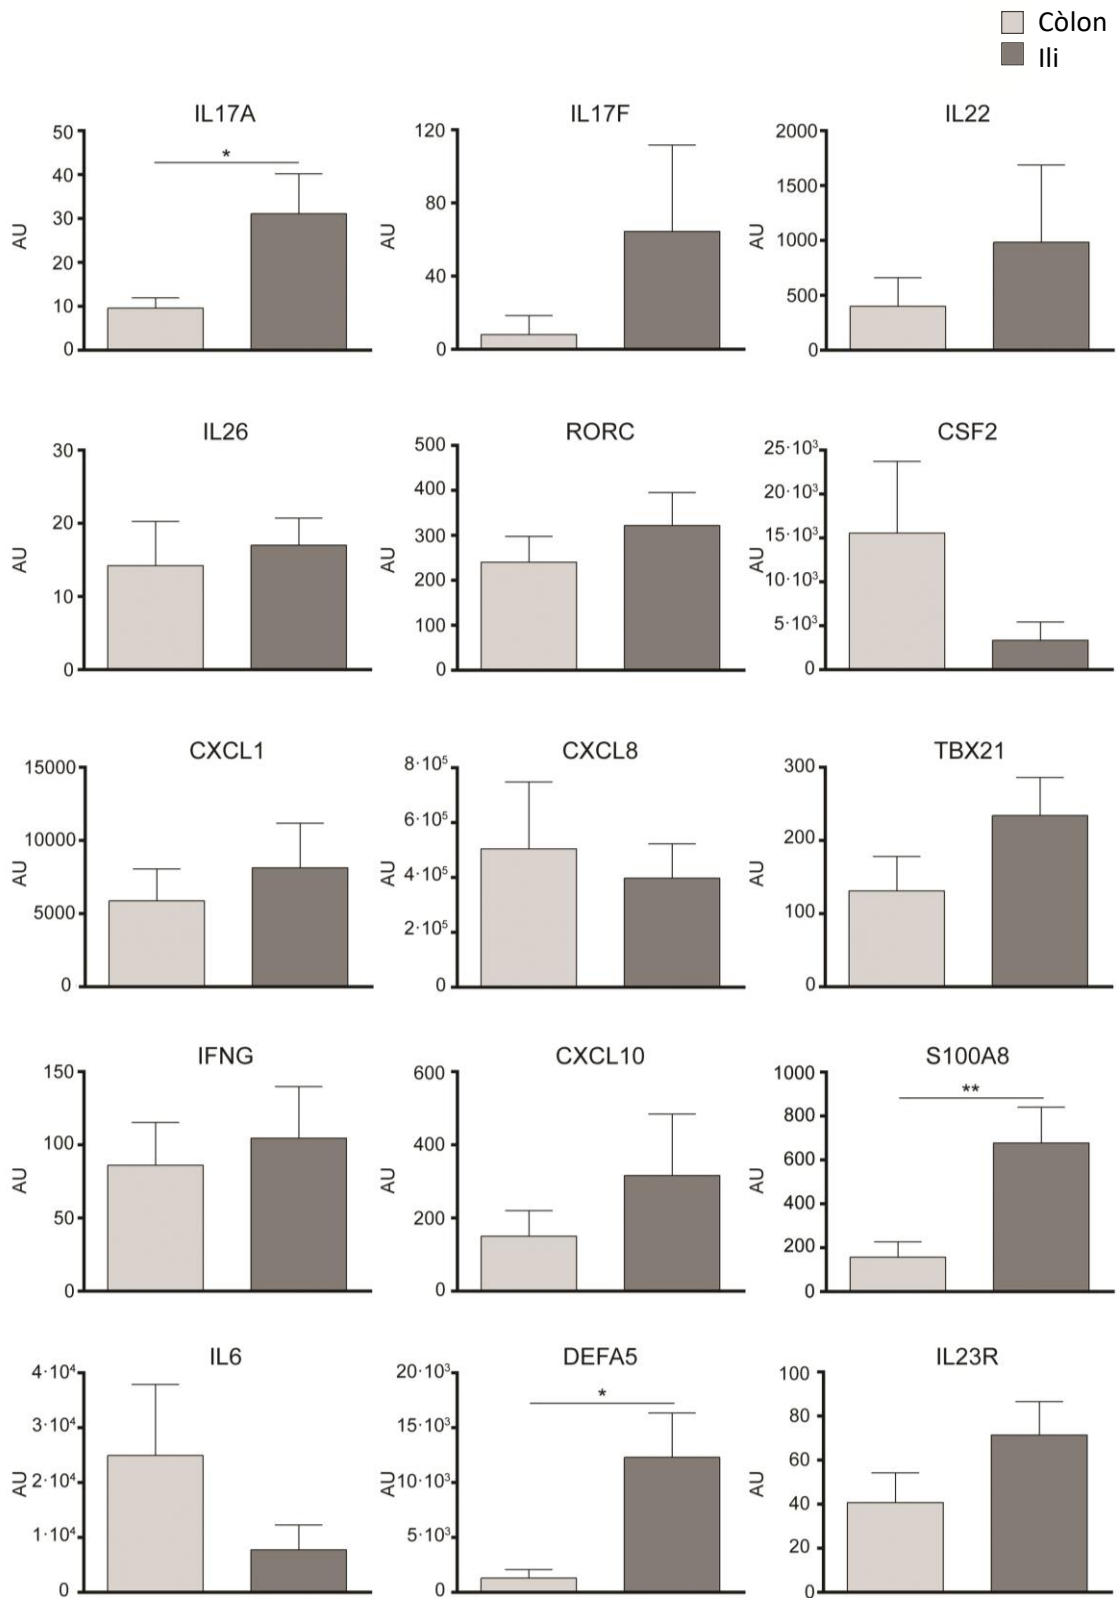 Còlon
Ili
IL17A
50
40
30
20
10
0
AU
*
IL17F
120
80
40
0
AU
IL22
2000
1500
1000
500
0
AU
IL26
30
20
10
0
AU
RORC
500
400
300
200
100
0
AU
CSF2
25·10³
20·10³
15·10³
10·10³
5·10³
0
AU
CXCL1
15000
10000
5000
0
AU
CXCL8
8·10⁵
6·10⁵
4·10⁵
2·10⁵
0
AU
TBX21
300
200
100
0
AU
IFNG
150
100
50
0
AU
CXCL10
600
400
200
0
AU
S100A8
1000
800
600
400
200
0
AU
**
IL6
4·10⁴
3·10⁴
2·10⁴
1·10⁴
0
AU
DEFA5
20·10³
15·10³
10·10³
5·10³
0
AU
*
IL23R
100
80
60
40
20
0
AU